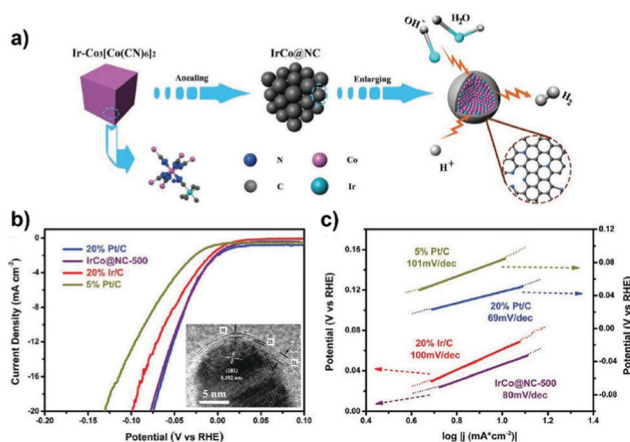 a)
Ir-Co3[Co(CN)6]2
IrCo@NC
OH-
H2O
Anealing
Enlarging
H2
H+
N
Co
C
Ir
b)
Current Density (mA cm-2)
0
-4
-8
-12
-16
-20
20% Pt/C
IrCo@NC-500
20% Ir/C
5% Pt/C
(201)
5 nm
-0.15
-0.10
-0.05
0.00
0.05
0.10
Potential (V vs RHE)
c)
Potential (V vs RHE)
0.16
0.12
0.08
0.04
0.00
5% Pt/C
101mV/dec
20% Pt/C
69mV/dec
20% Ir/C
100mV/dec
IrCo@NC-500
80mV/dec
0.12
0.08
0.04
0.00
-0.04
-0.08
Potential (V vs RHE)
0.4
0.6
0.8
1.0
1.2
log |j (mA*cm-2)|